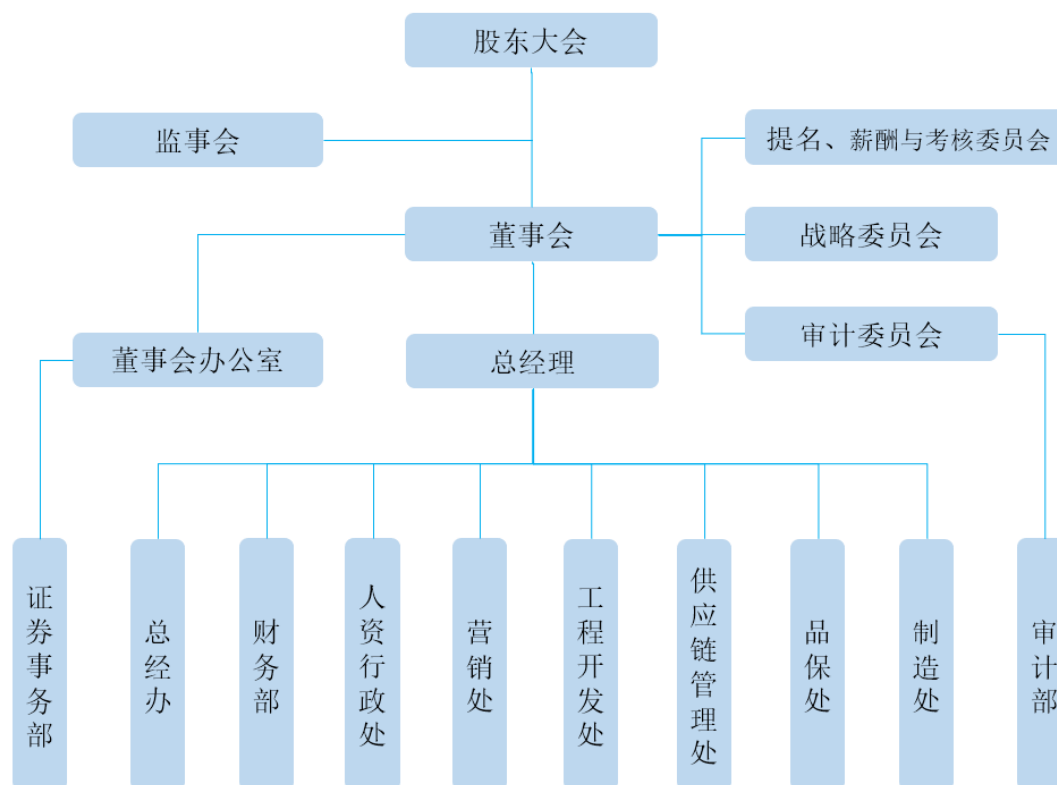 股东大会
监事会
提名、薪酬与考核委员会
董事会
战略委员会
审计委员会
董事会办公室
总经理
证券事务部
总经办
财务部
人资行政处
营销处
工程开发处
供应链管理处
品保处
制造处
审计部